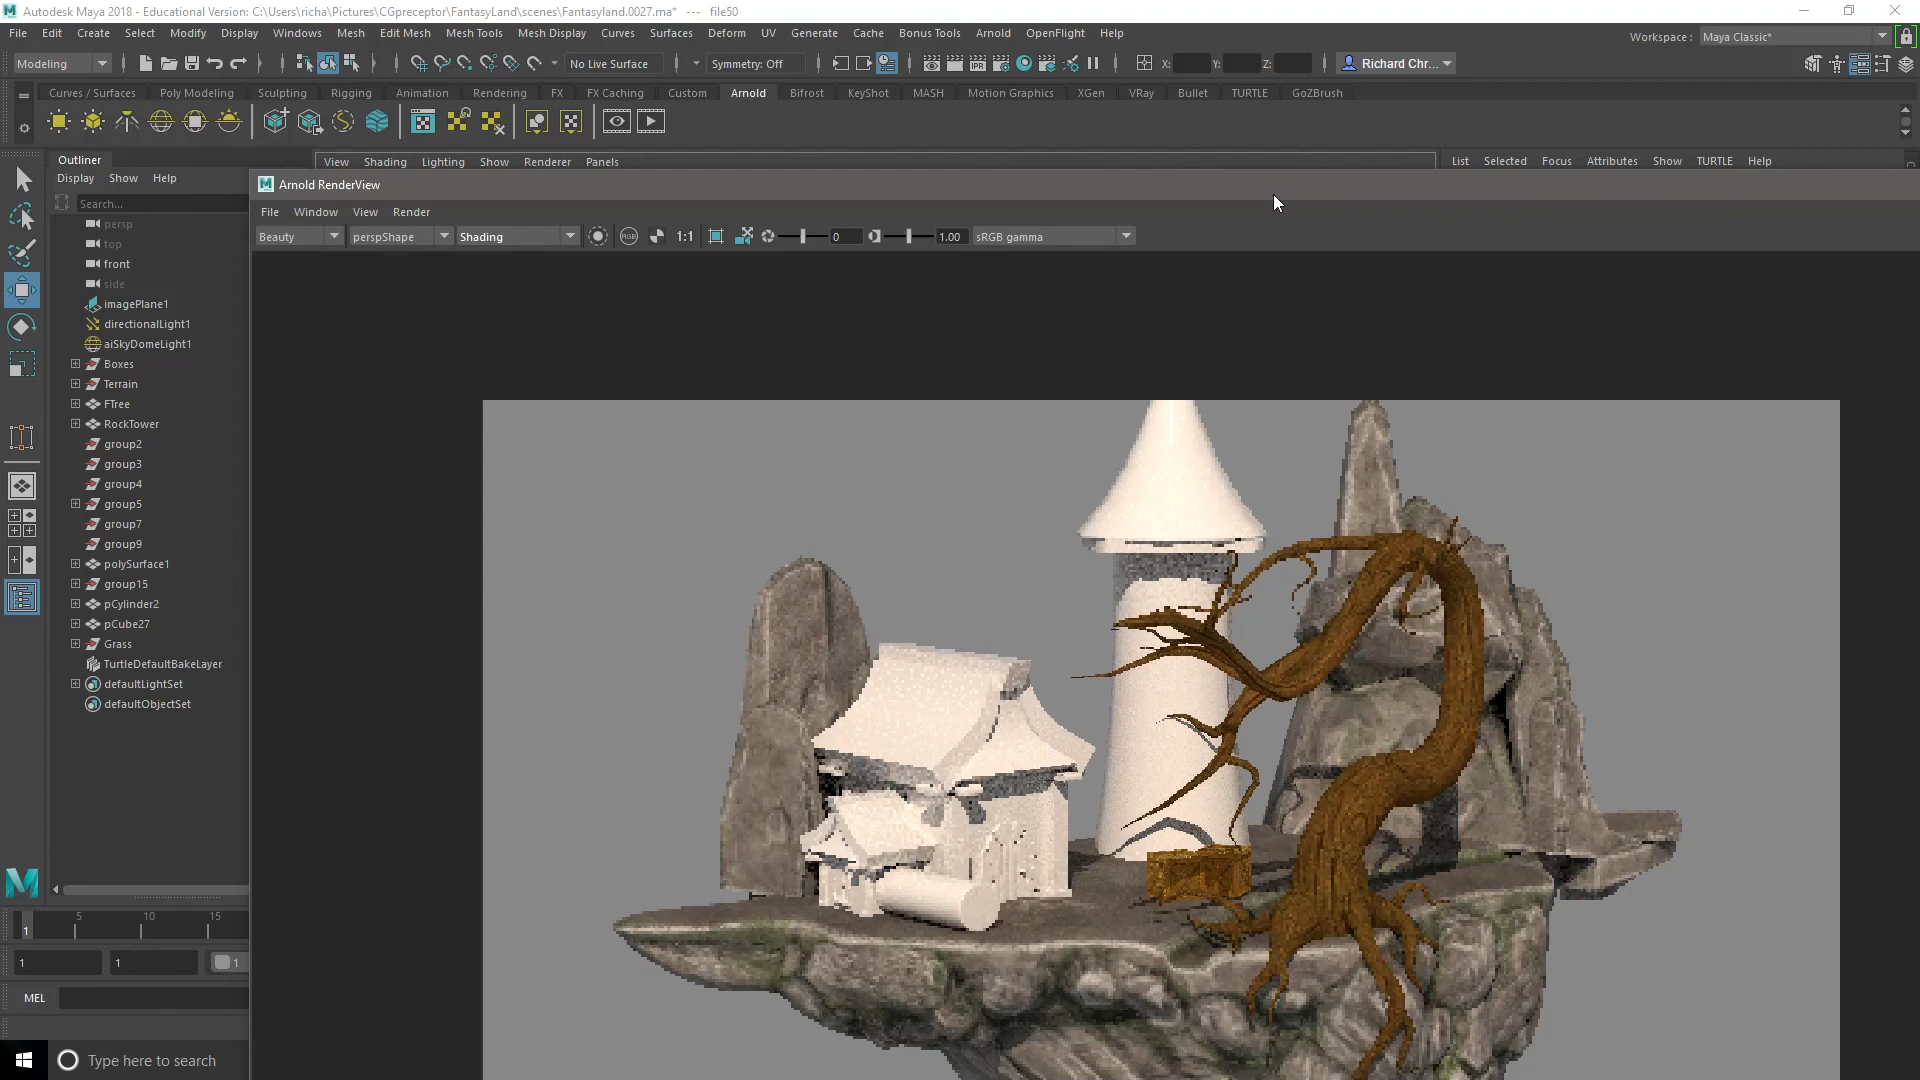 Autodesk Maya 2018 - Educational Version: C:\Users\richa\Pictures\CGpreceptor\FantasyLand\scenes\Fantasyland.0027.ma*  ---  file50
File Edit Create Select Modify Display Windows Mesh Edit Mesh Mesh Tools Mesh Display Curves Surfaces Deform UV Generate Cache Bonus Tools Arnold OpenFlight Help
Workspace : Maya Classic*
Modeling No Live Surface Symmetry: Off X: Y: Z: Richard Chr...
Curves / Surfaces Poly Modeling Sculpting Rigging Animation Rendering FX FX Caching Custom Arnold Bifrost KeyShot MASH Motion Graphics XGen VRay Bullet TURTLE GoZBrush
IPR
Outliner
View Shading Lighting Show Renderer Panels
List Selected Focus Attributes Show TURTLE Help
Display Show Help
Arnold RenderView
Search...
File Window View Render
Beauty perspShape Shading RGB 1:1 0 1.00 sRGB gamma
persp
top
front
side
imagePlane1
directionalLight1
aiSkyDomeLight1
Boxes
Terrain
FTree
RockTower
group2
group3
group4
group5
group7
group9
polySurface1
group15
pCylinder2
pCube27
Grass
TurtleDefaultBakeLayer
defaultLightSet
defaultObjectSet
5 10 15
1
1 1 1
MEL
Type here to search